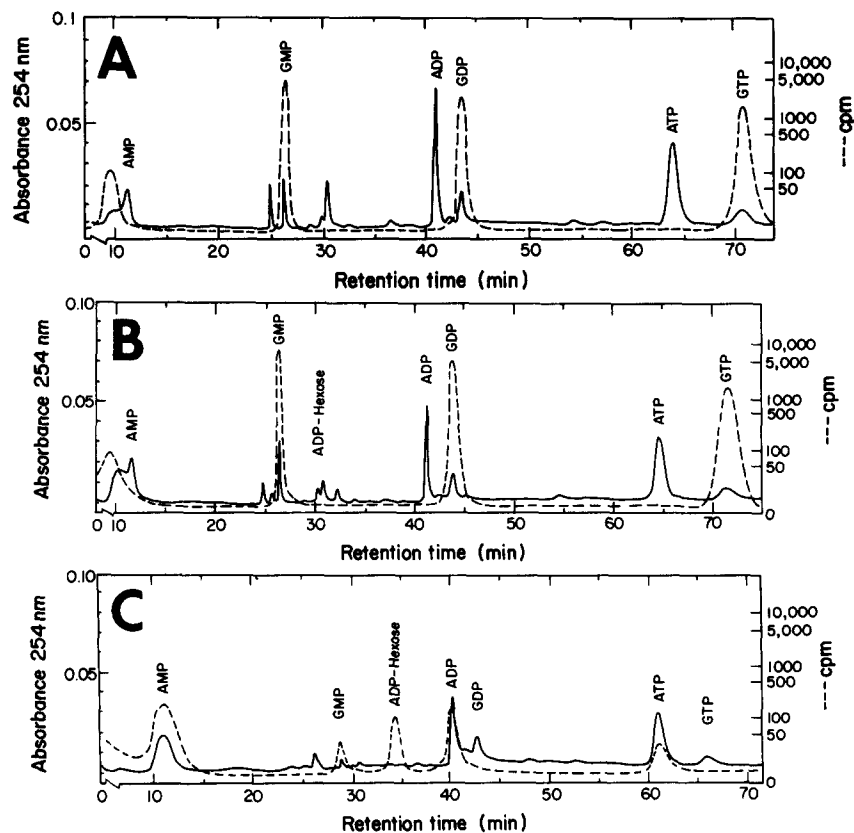 A
Absorbance 254 nm
0.1
0.05
AMP
GMP
ADP
GDP
ATP
GTP
10,000
5,000
1000
500
100
50
---cpm
0 10 20 30 40 50 60 70
Retention time (min)
B
Absorbance 254 nm
0.10
0.05
AMP
GMP
ADP-Hexose
ADP
GDP
ATP
GTP
10,000
5,000
1000
500
100
50
0
---cpm
0 10 20 30 40 50 60 70
Retention time (min)
C
Absorbance 254 nm
0.10
0.05
AMP
GMP
ADP-Hexose
ADP
GDP
ATP
GTP
10,000
5,000
1000
500
100
50
0
---cpm
0 10 20 30 40 50 60 70
Retention time (min)